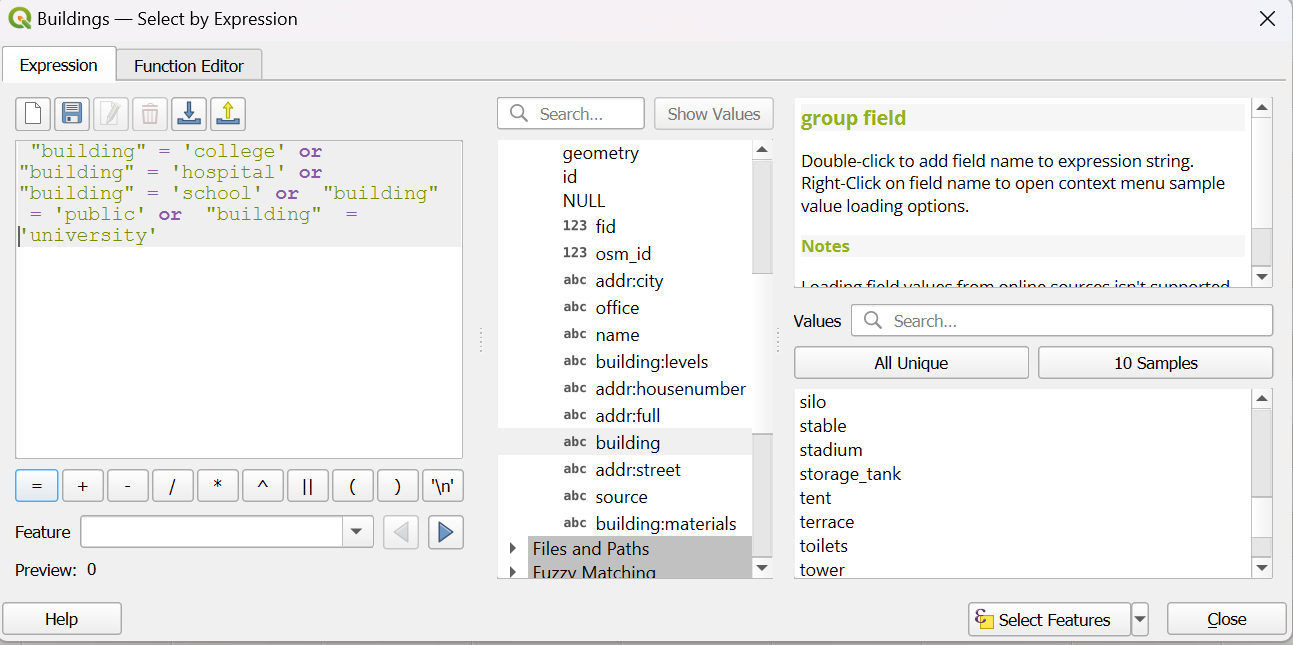 Buildings — Select by Expression
Expression
Function Editor
"building" = 'college' or
"building" = 'hospital' or
"building" = 'school' or "building"
= 'public' or "building" =
'university'
= + - / * ^ || ( ) '\n'
Feature
Preview: 0
Search...
Show Values
geometry
id
NULL
123 fid
123 osm_id
abc addr:city
abc office
abc name
abc building:levels
abc addr:housenumber
abc addr:full
abc building
abc addr:street
abc source
abc building:materials
Files and Paths
Fuzzy Matching
group field
Double-click to add field name to expression string.
Right-Click on field name to open context menu sample
value loading options.
Notes
Loading field values from online sources isn't supported
Values
Search...
All Unique
10 Samples
silo
stable
stadium
storage_tank
tent
terrace
toilets
tower
Help
Select Features
Close